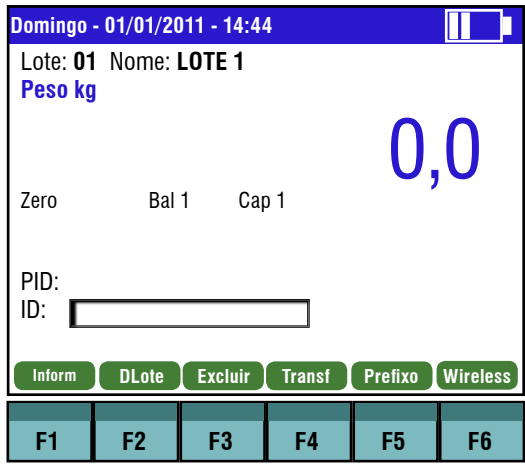 Domingo - 01/01/2011 - 14:44
Lote: 01 Nome: LOTE 1
Peso kg
0,0
Zero Bal 1 Cap 1
PID:
ID:
Inform DLote Excluir Transf Prefixo Wireless
F1 F2 F3 F4 F5 F6